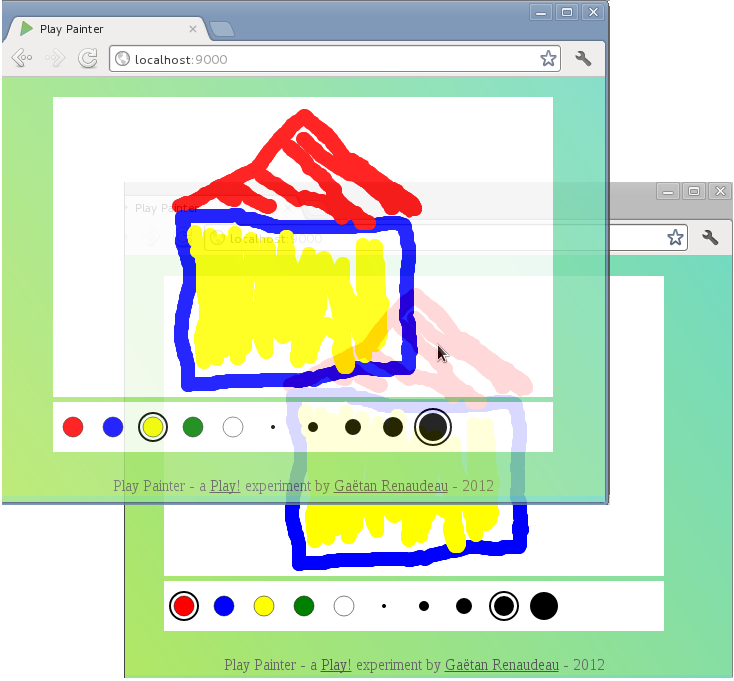 Play Painter
localhost:9000
Play Painter
localhost:9000
Play Painter - a Play! experiment by Gaëtan Renaudeau - 2012
Play Painter - a Play! experiment by Gaëtan Renaudeau - 2012